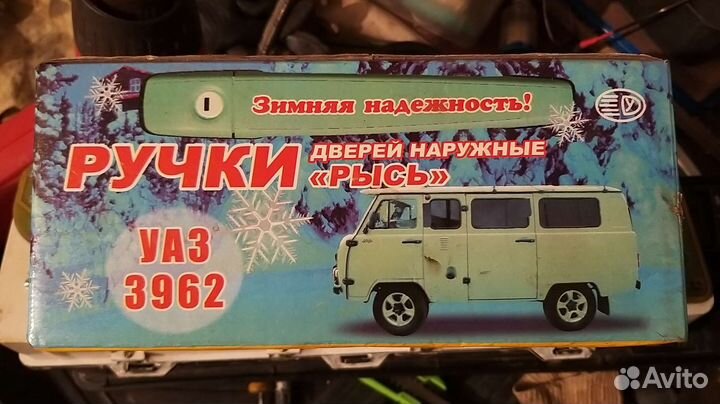 Зимняя надежность!
РУЧКИ
ДВЕРЕЙ НАРУЖНЫЕ
«РЫСЬ»
УАЗ
3962
Avito